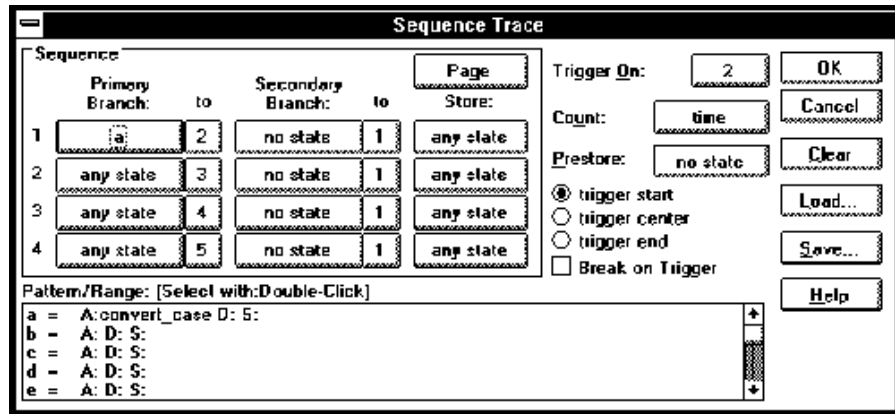 Sequence Trace
Sequence
Page
Primary Branch: to Secondary Branch: to Store:
1 a 2 no state 1 any state
2 any state 3 no state 1 any state
3 any state 4 no state 1 any state
4 any state 5 no state 1 any state
Trigger On: 2
Count: time
Prestore: no state
trigger start
trigger center
trigger end
Break on Trigger
OK
Cancel
Clear
Load...
Save...
Help
Pattern/Range: [Select with:Double-Click]
a = A:convert_case D: S:
b = A: D: S:
c = A: D: S:
d = A: D: S:
e = A: D: S: